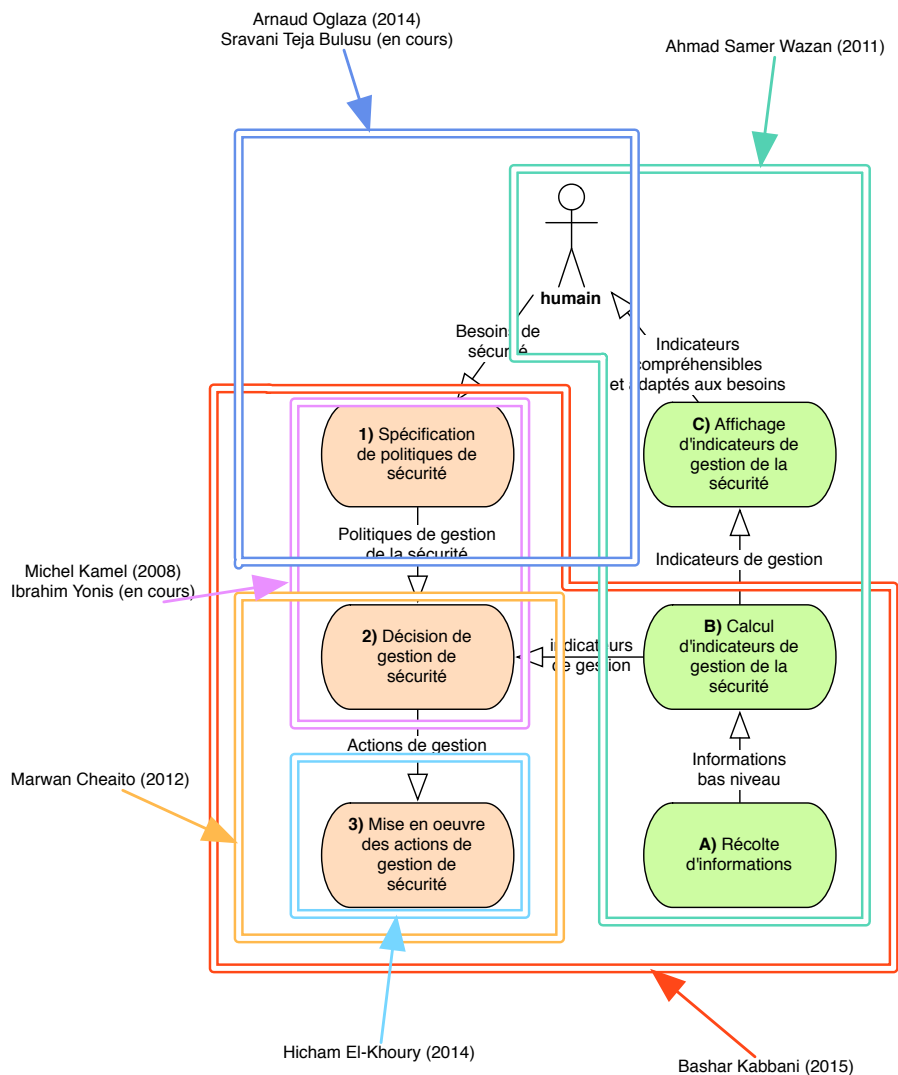 Arnaud Oglaza (2014)
Sravani Teja Bulusu (en cours)
Ahmad Samer Wazan (2011)
humain
Besoins de
sécurité
Indicateurs
compréhensibles
et adaptés aux besoins
1) Spécification
de politiques de
sécurité
C) Affichage
d'indicateurs de
gestion de la
sécurité
Politiques de gestion
de la sécurité
Indicateurs de gestion
Michel Kamel (2008)
Ibrahim Yonis (en cours)
2) Décision de
gestion de
sécurité
indicateurs
de gestion
B) Calcul
d'indicateurs de
gestion de la
sécurité
Actions de gestion
Informations
bas niveau
Marwan Cheaito (2012)
3) Mise en oeuvre
des actions de
gestion de
sécurité
A) Récolte
d'informations
Hicham El-Khoury (2014)
Bashar Kabbani (2015)